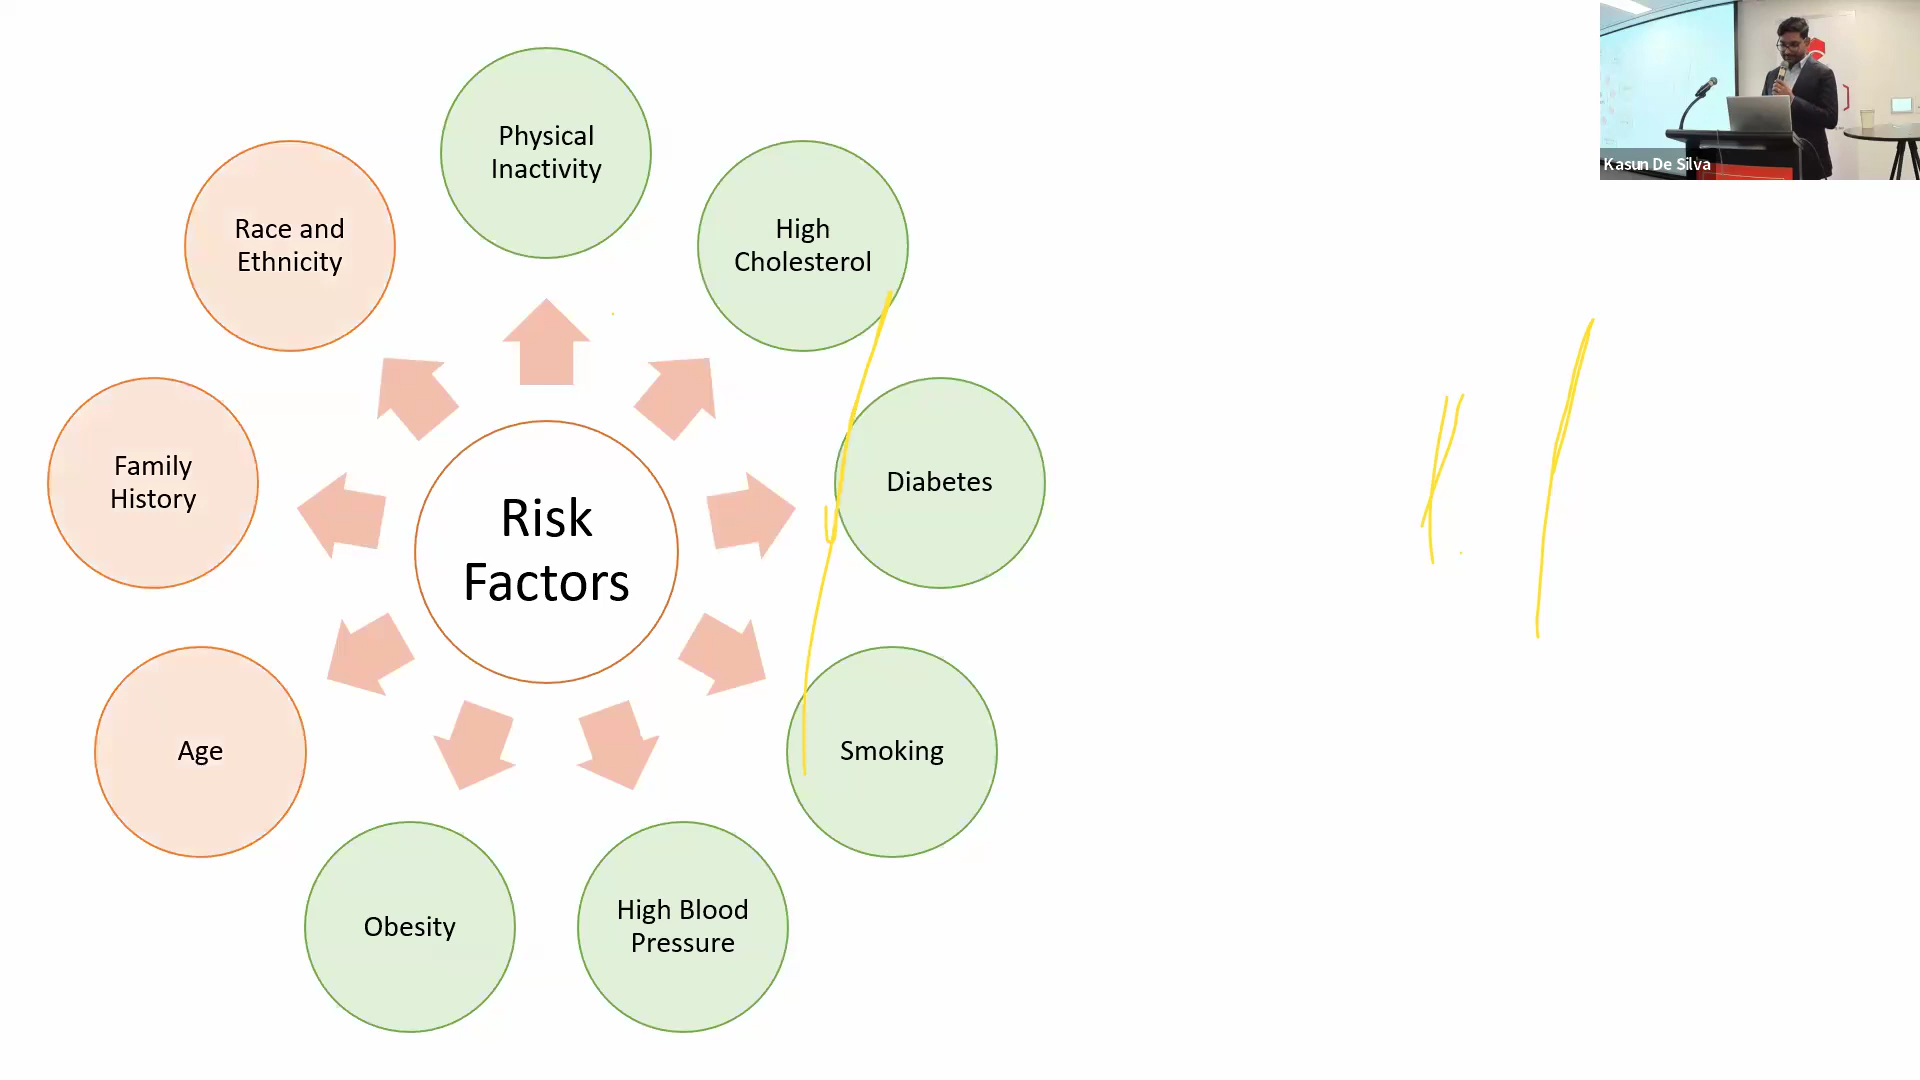 Physical
Inactivity
High
Cholesterol
Diabetes
Smoking
High Blood
Pressure
Obesity
Age
Family
History
Race and
Ethnicity
Risk
Factors
Kasun De Silva